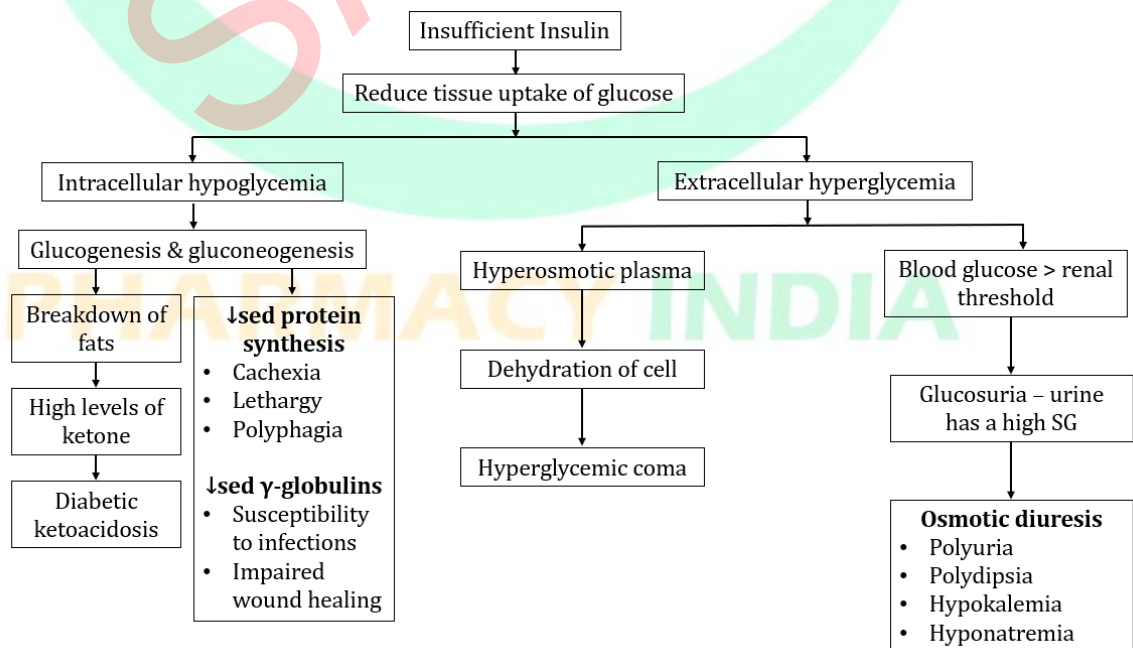 Insufficient Insulin
Reduce tissue uptake of glucose
Intracellular hypoglycemia
Extracellular hyperglycemia
Glucogenesis & gluconeogenesis
Breakdown of
fats
High levels of
ketone
Diabetic
ketoacidosis
↓sed protein
synthesis
• Cachexia
• Lethargy
• Polyphagia
↓sed γ-globulins
• Susceptibility
to infections
• Impaired
wound healing
Hyperosmotic plasma
Dehydration of cell
Hyperglycemic coma
Blood glucose > renal
threshold
Glucosuria – urine
has a high SG
Osmotic diuresis
• Polyuria
• Polydipsia
• Hypokalemia
• Hyponatremia
PHARMACY INDIA